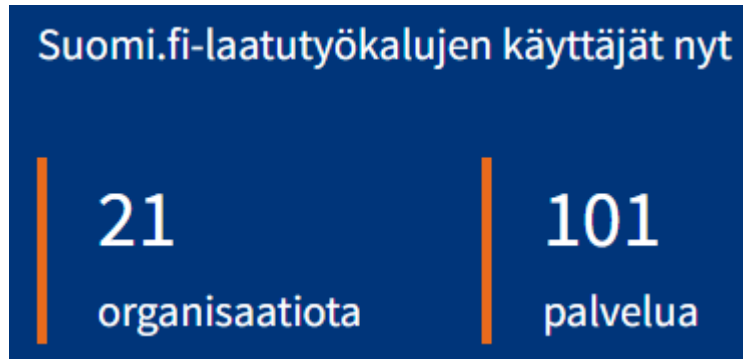 Suomi.fi-laatutyökalujen käyttäjät nyt
21
organisaatiota
101
palvelua